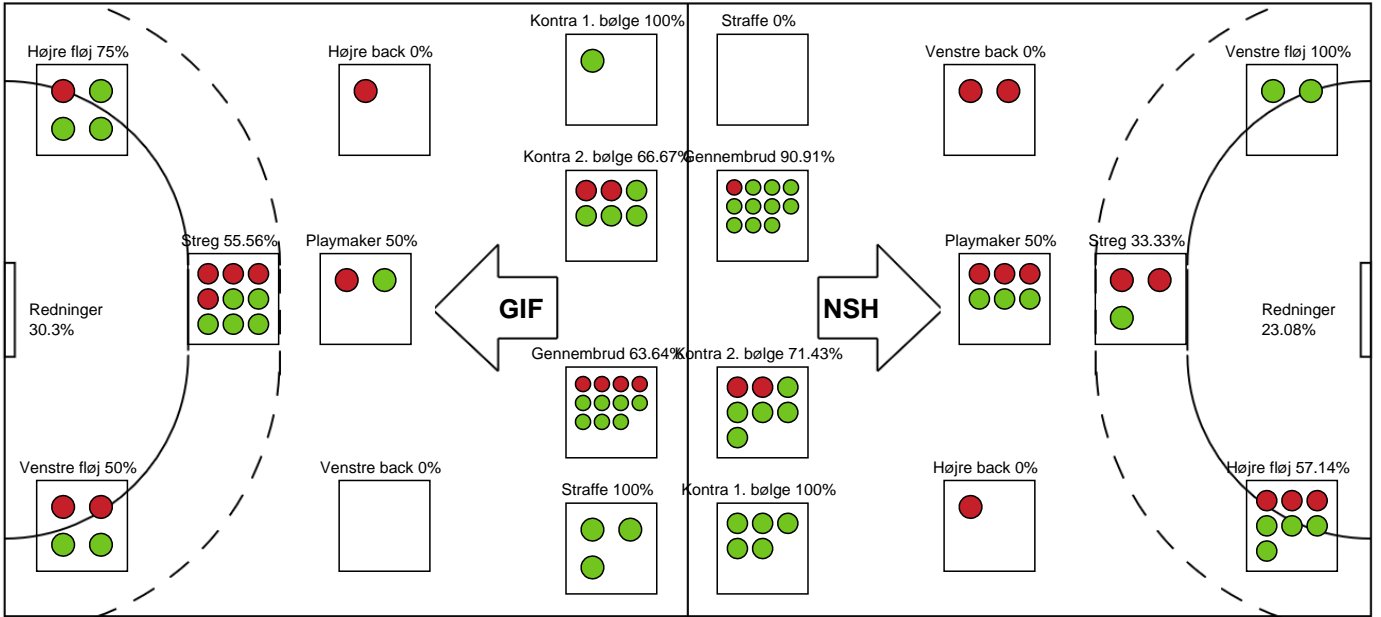 Kontra 1. bølge 100%
Straffe 0%
Højre fløj 75%
Højre back 0%
Venstre back 0%
Venstre fløj 100%
Kontra 2. bølge 66.67%
Gennembrud 90.91%
Streg 55.56%
Playmaker 50%
Playmaker 50%
Streg 33.33%
Redninger
30.3%
GIF
NSH
Redninger
23.08%
Gennembrud 63.64%
Kontra 2. bølge 71.43%
Venstre fløj 50%
Venstre back 0%
Højre back 0%
Højre fløj 57.14%
Straffe 100%
Kontra 1. bølge 100%